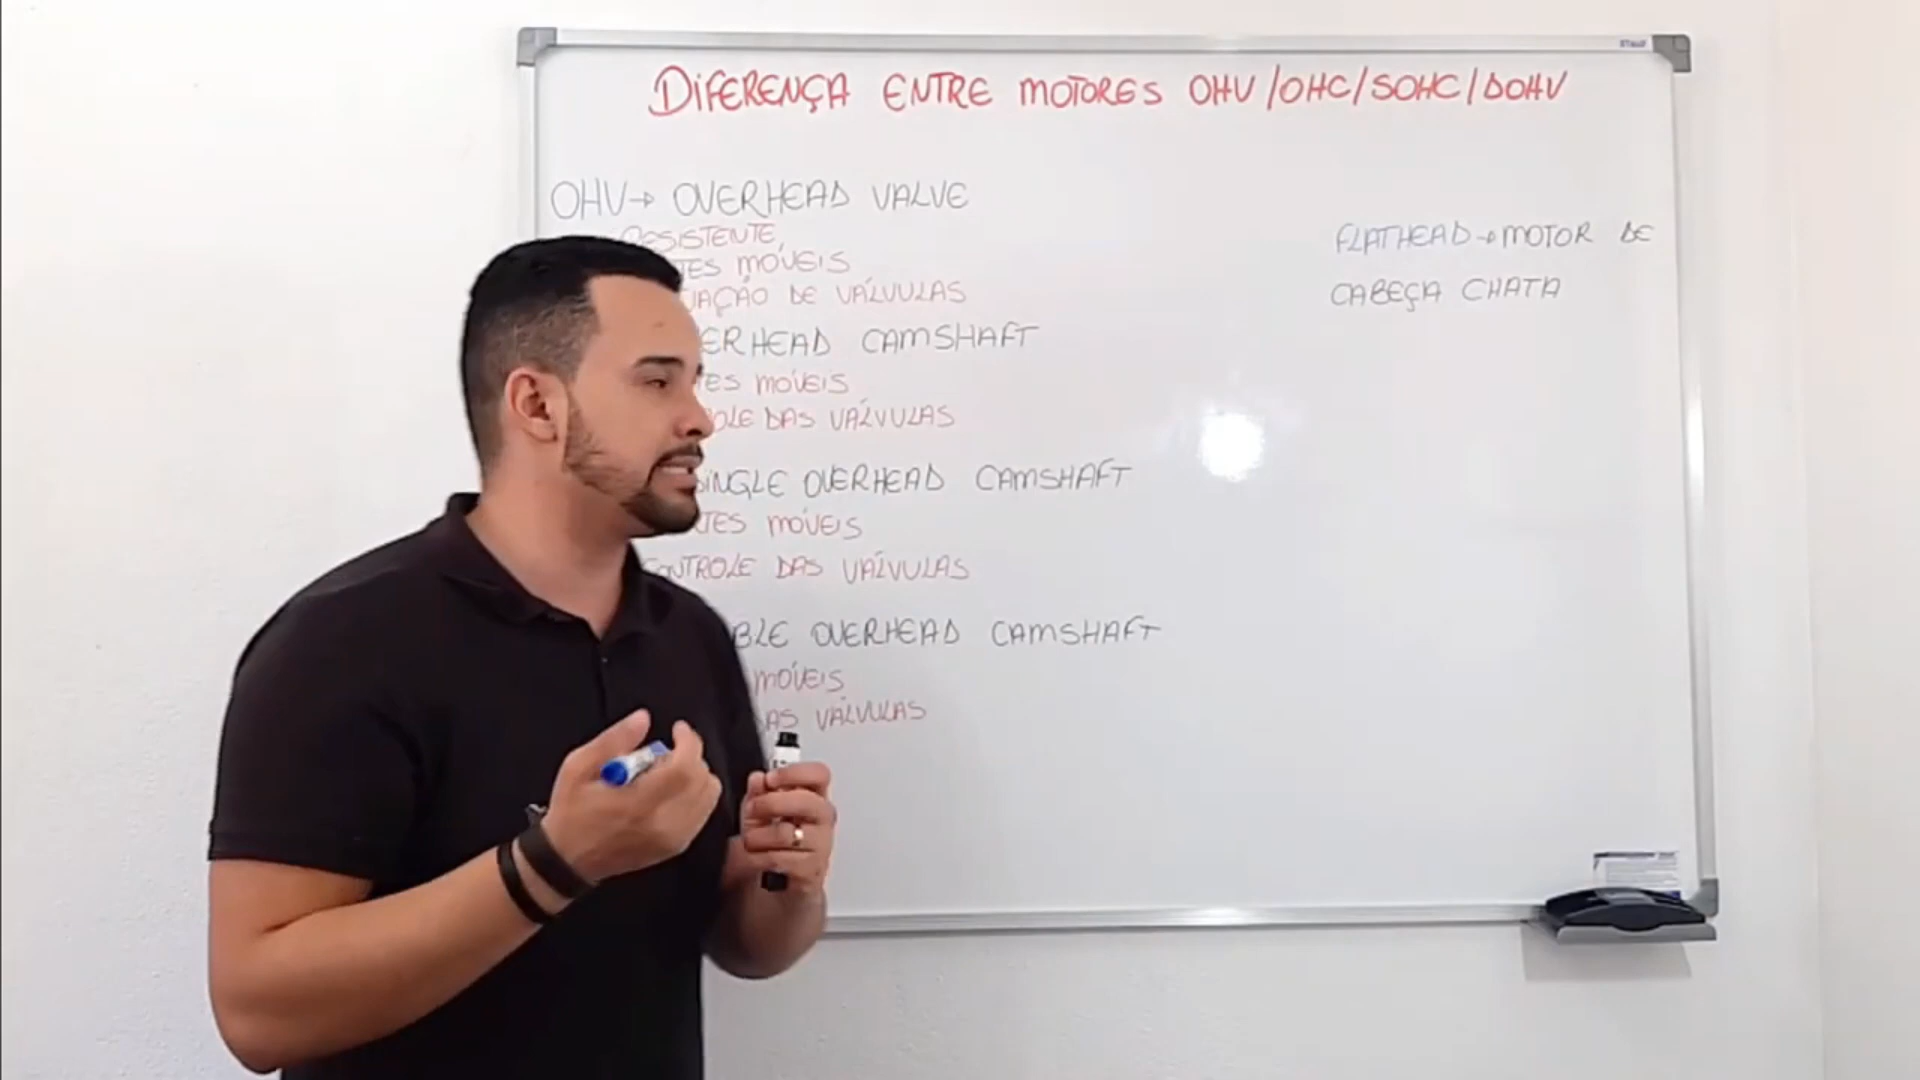 DIFERENÇA ENTRE MOTORES OHV/OHC/SOHC/DOHV
OHV→ OVERHEAD VALVE
RESISTENTE,
MÓVEIS
DE VÁLVULAS
CAMSHAFT
MÓVEIS
DAS VÁLVULAS
SINGLE OVERHEAD CAMSHAFT
MÓVEIS
CONTROLE DAS VÁLVULAS
OVERHEAD CAMSHAFT
MÓVEIS
VÁLVULAS
FLATHEAD→MOTOR DE
CABEÇA CHATA